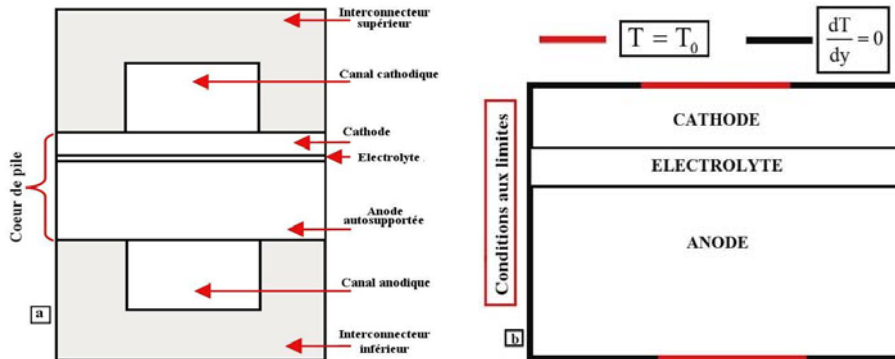 Interconnecteur
supérieur
Canal cathodique
Cathode
Electrolyte
Coeur de pile
Anode
autosupportée
Canal anodique
a
Interconnecteur
inférieur
T = T₀
dT/dy = 0
Conditions aux limites
CATHODE
ELECTROLYTE
ANODE
b